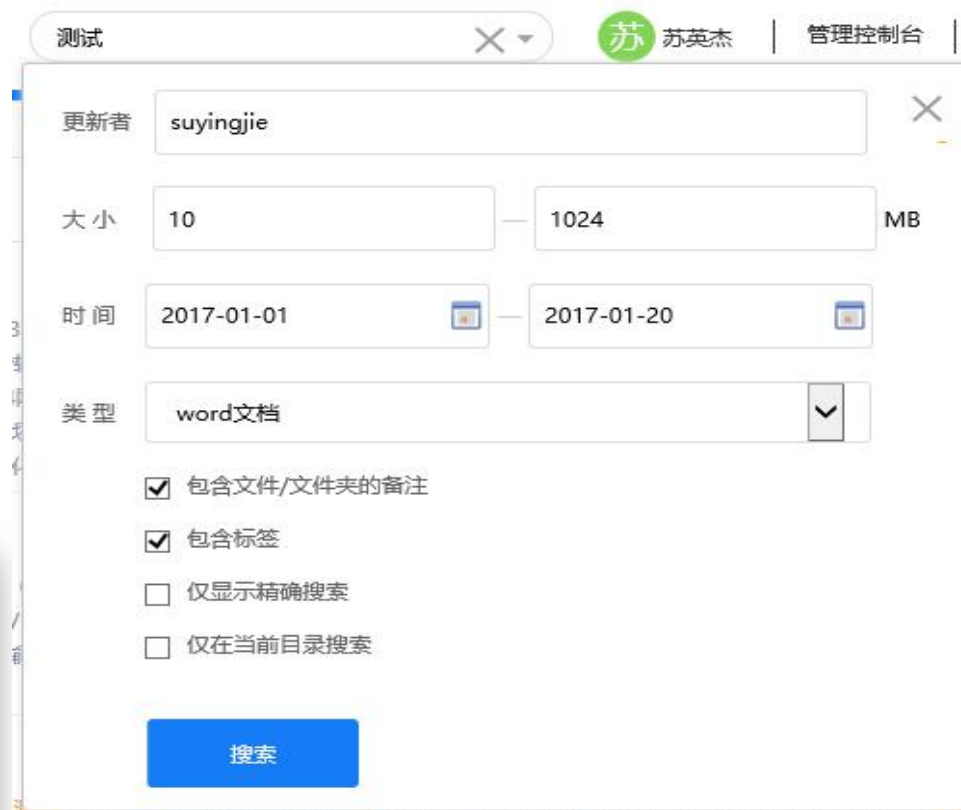 测试 苏 苏英杰 管理控制台
更新者 suyingjie
大小 10 — 1024 MB
时间 2017-01-01 — 2017-01-20
类型 word文档
包含文件/文件夹的备注
包含标签
仅显示精确搜索
仅在当前目录搜索
搜索